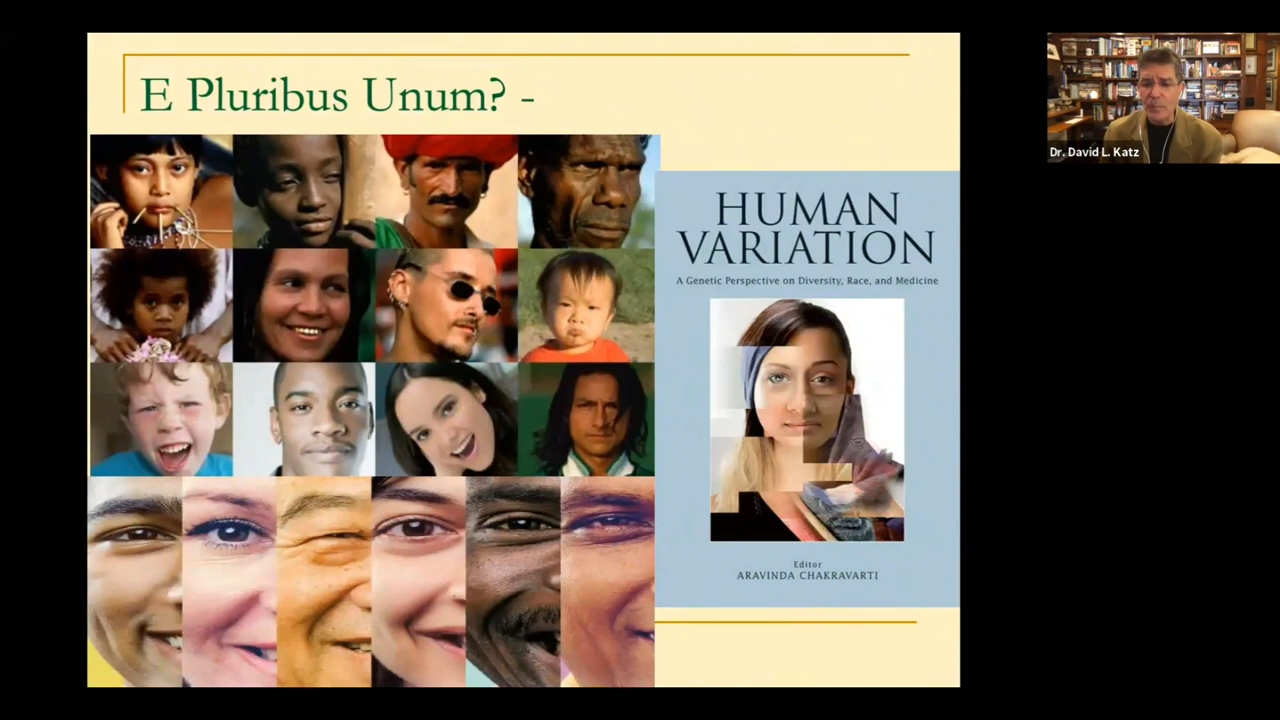 E Pluribus Unum? -
HUMAN
VARIATION
A Genetic Perspective on Diversity, Race, and Medicine
Editor
ARAVINDA CHAKRAVARTI
Dr. David L. Katz